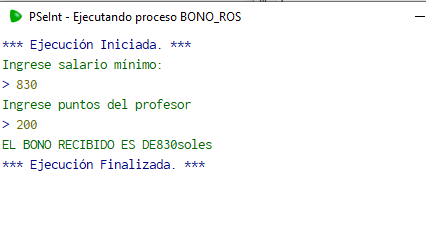 PSeInt - Ejecutando proceso BONO_ROS
*** Ejecución Iniciada. ***
Ingrese salario mínimo:
> 830
Ingrese puntos del profesor
> 200
EL BONO RECIBIDO ES DE830soles
*** Ejecución Finalizada. ***